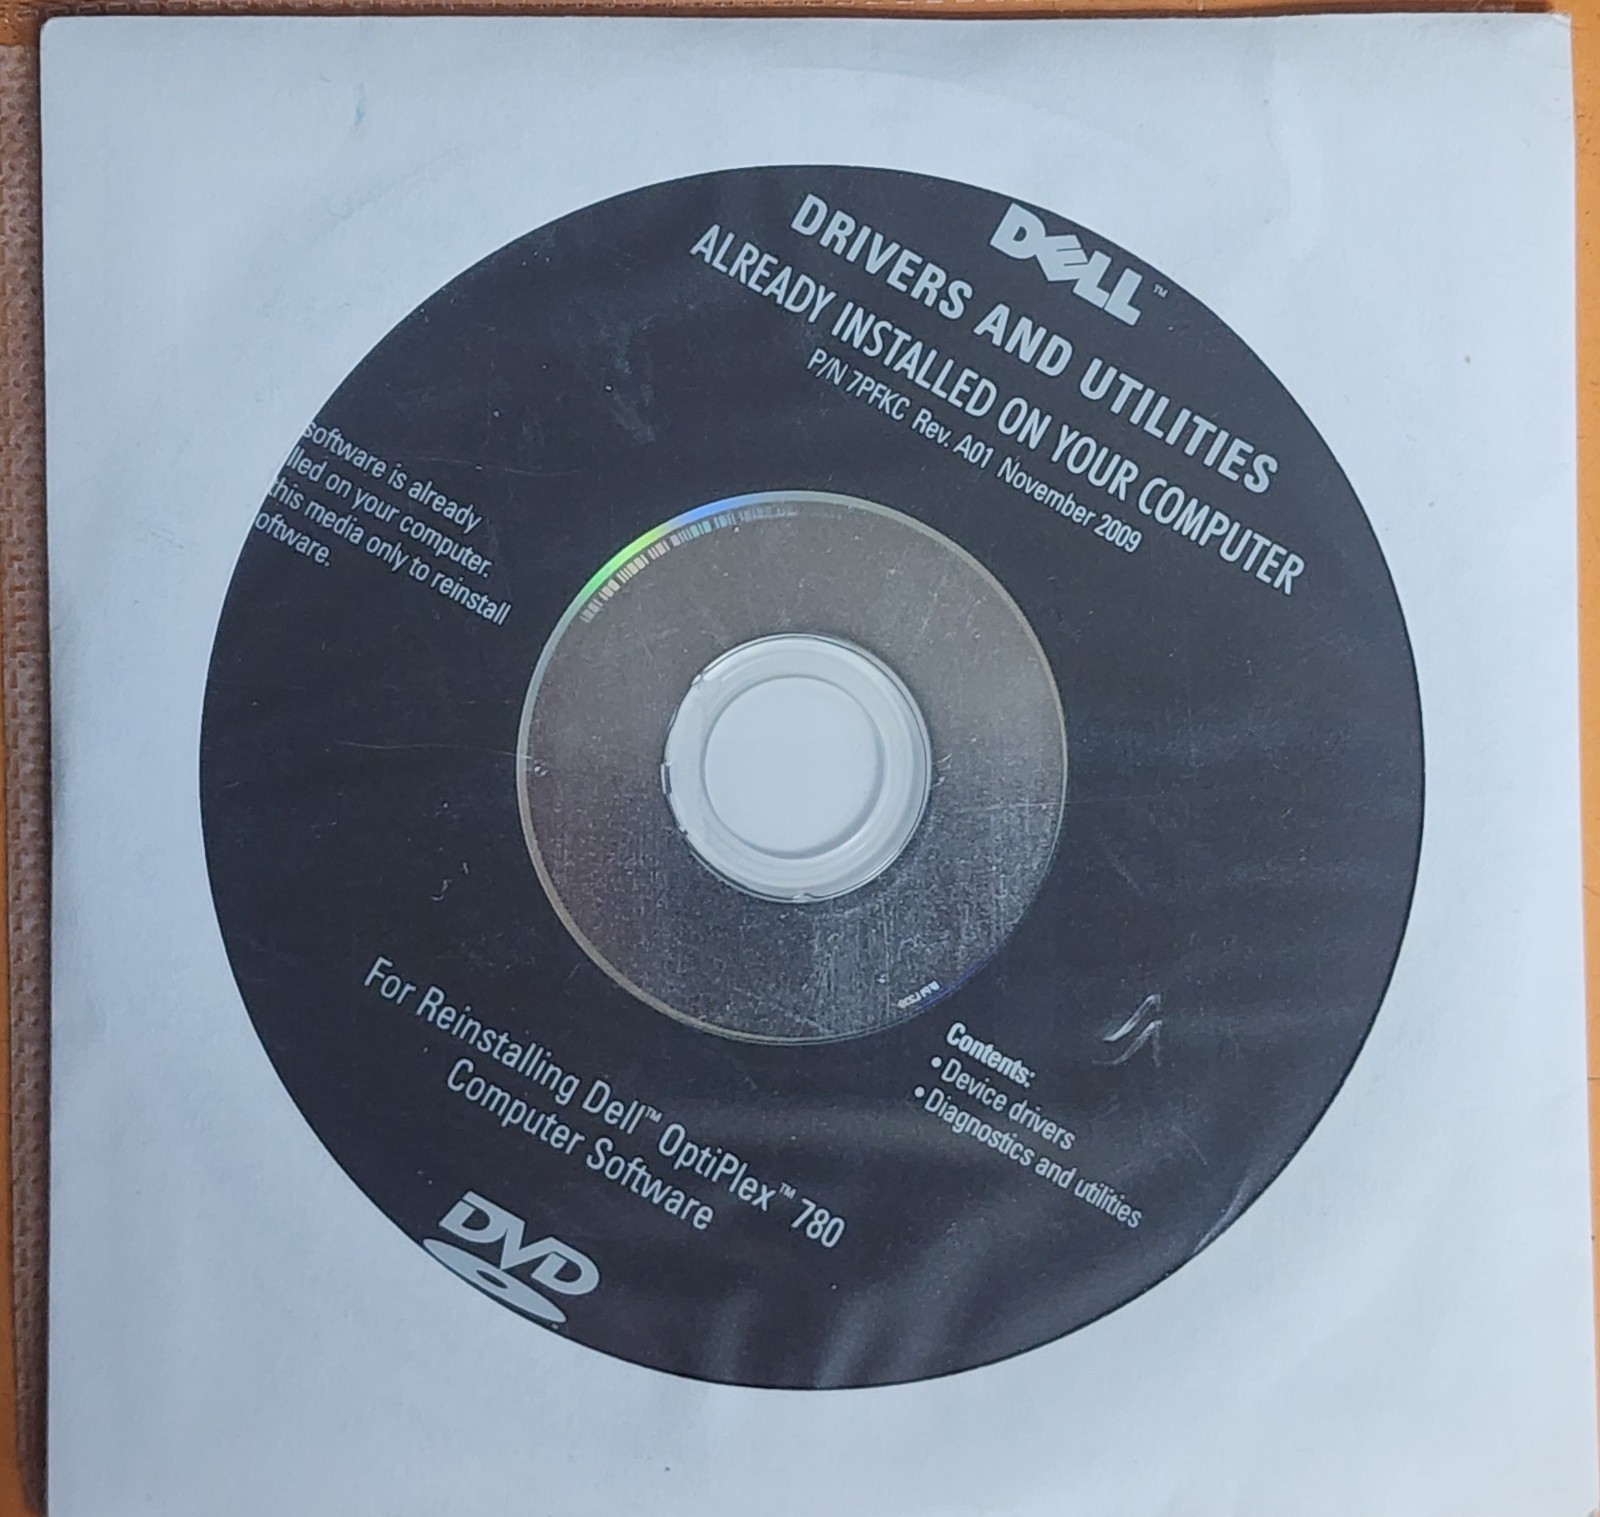 DELL™
DRIVERS AND UTILITIES
ALREADY INSTALLED ON YOUR COMPUTER
P/N 7PFKC Rev. A01 November 2009
software is already
lled on your computer.
this media only to reinstall
oftware.
Contents:
• Device drivers
• Diagnostics and utilities
For Reinstalling Dell™ OptiPlex™ 780
Computer Software
DVD